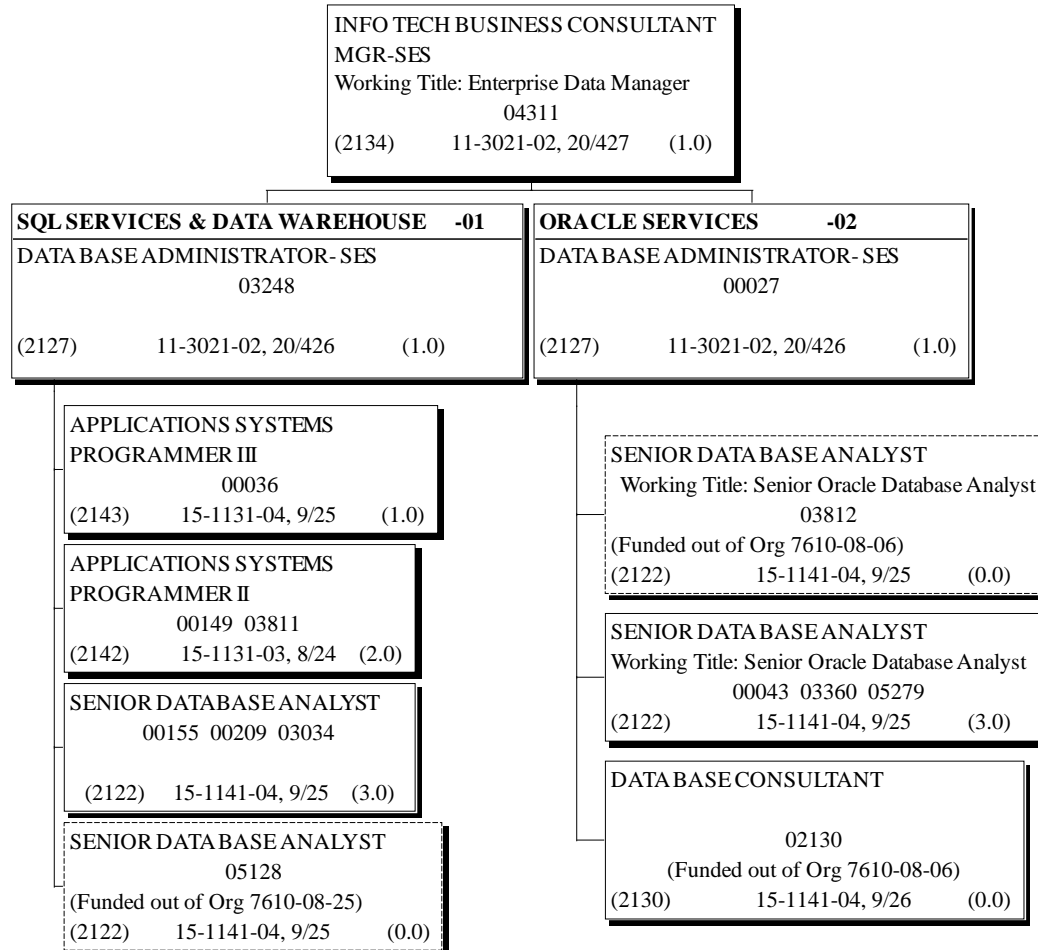 INFO TECH BUSINESS CONSULTANT
MGR-SES
Working Title: Enterprise Data Manager
04311
(2134) 11-3021-02, 20/427 (1.0)
SQL SERVICES & DATA WAREHOUSE -01
DATA BASE ADMINISTRATOR- SES
03248
(2127) 11-3021-02, 20/426 (1.0)
APPLICATIONS SYSTEMS
PROGRAMMER III
00036
(2143) 15-1131-04, 9/25 (1.0)
APPLICATIONS SYSTEMS
PROGRAMMER II
00149 03811
(2142) 15-1131-03, 8/24 (2.0)
SENIOR DATABASE ANALYST
00155 00209 03034
(2122) 15-1141-04, 9/25 (3.0)
SENIOR DATA BASE ANALYST
05128
(Funded out of Org 7610-08-25)
(2122) 15-1141-04, 9/25 (0.0)
ORACLE SERVICES -02
DATA BASE ADMINISTRATOR- SES
00027
(2127) 11-3021-02, 20/426 (1.0)
SENIOR DATA BASE ANALYST
Working Title: Senior Oracle Database Analyst
03812
(Funded out of Org 7610-08-06)
(2122) 15-1141-04, 9/25 (0.0)
SENIOR DATA BASE ANALYST
Working Title: Senior Oracle Database Analyst
00043 03360 05279
(2122) 15-1141-04, 9/25 (3.0)
DATA BASE CONSULTANT
02130
(Funded out of Org 7610-08-06)
(2130) 15-1141-04, 9/26 (0.0)